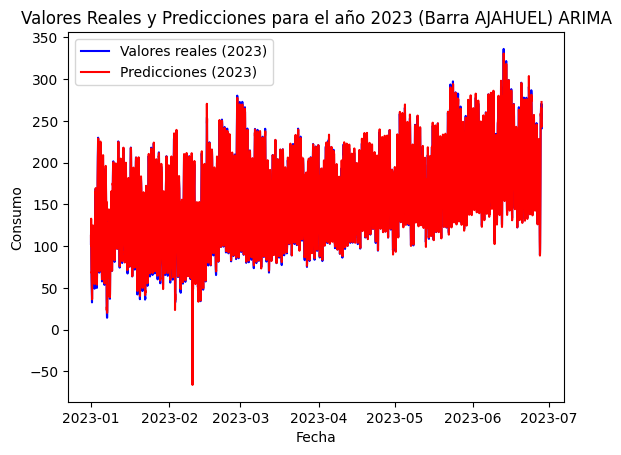 Valores Reales y Predicciones para el año 2023 (Barra AJAHUEL) ARIMA
Valores reales (2023)
Predicciones (2023)
350
300
250
200
150
100
50
0
−50
Consumo
2023-01 2023-02 2023-03 2023-04 2023-05 2023-06 2023-07
Fecha